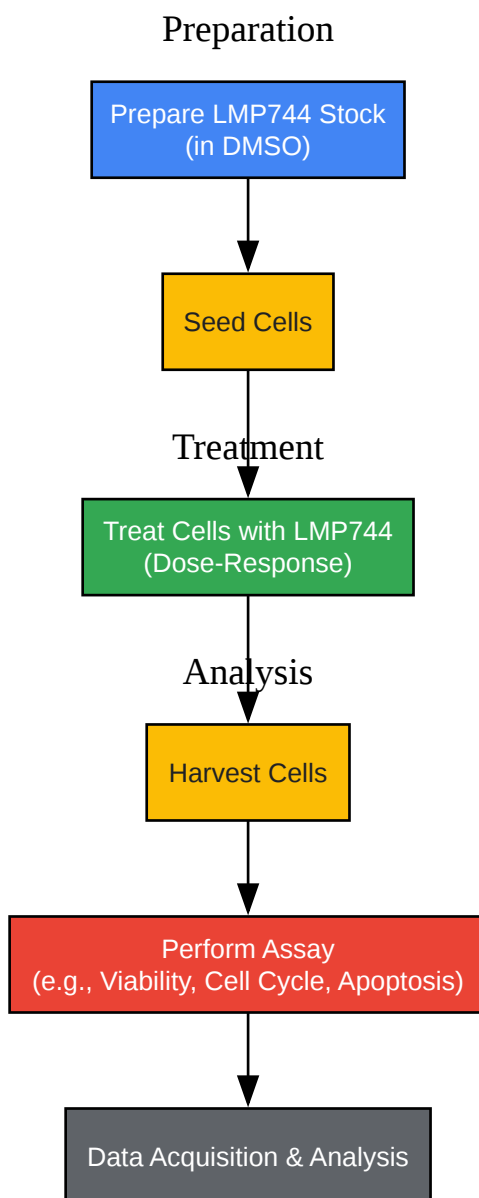 Preparation
Prepare LMP744 Stock
(in DMSO)
Seed Cells
Treatment
Treat Cells with LMP744
(Dose-Response)
Analysis
Harvest Cells
Perform Assay
(e.g., Viability, Cell Cycle, Apoptosis)
Data Acquisition & Analysis